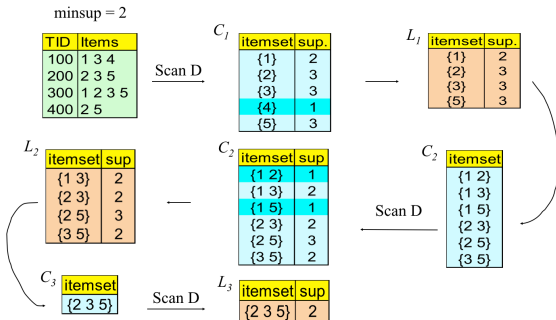 minsup = 2
TID Items
100 1 3 4
200 2 3 5
300 1 2 3 5
400 2 5
Scan D
C1
itemset sup.
{1} 2
{2} 3
{3} 3
{4} 1
{5} 3
L1
itemset sup.
{1} 2
{2} 3
{3} 3
{5} 3
L2
itemset sup
{1 3} 2
{2 3} 2
{2 5} 3
{3 5} 2
C2
itemset sup
{1 2} 1
{1 3} 2
{1 5} 1
{2 3} 2
{2 5} 3
{3 5} 2
Scan D
C2
itemset
{1 2}
{1 3}
{1 5}
{2 3}
{2 5}
{3 5}
C3
itemset
{2 3 5}
Scan D
L3
itemset sup
{2 3 5} 2